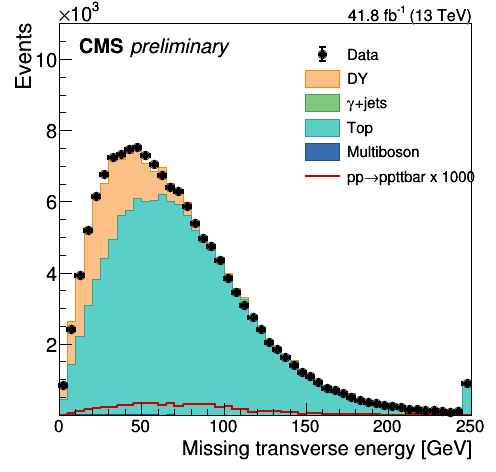 ×10³
41.8 fb⁻¹ (13 TeV)
Events
CMS preliminary
Data
DY
γ+jets
Top
Multiboson
pp→ppttbar x 1000
10
8
6
4
2
0 50 100 150 200 250
Missing transverse energy [GeV]